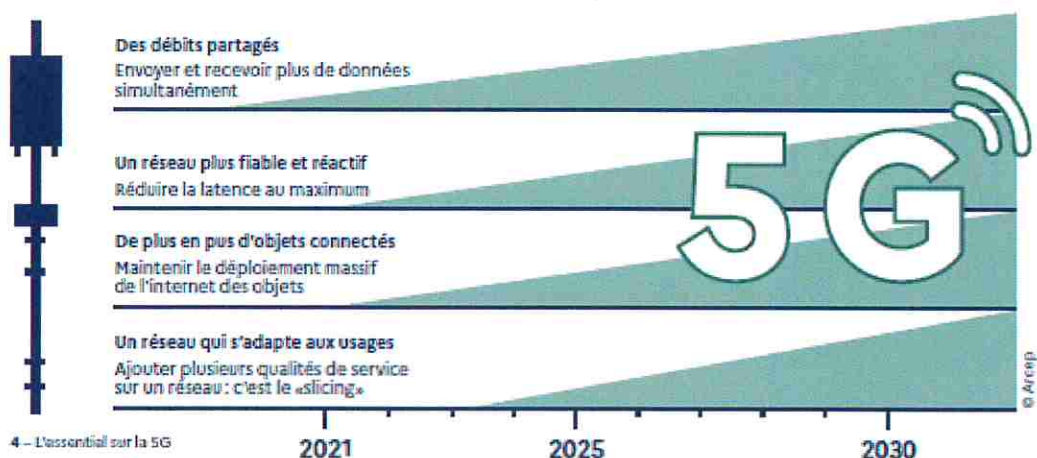 Des débits partagés
Envoyer et recevoir plus de données
simultanément
Un réseau plus fiable et réactif
Réduire la latence au maximum
De plus en pus d'objets connectés
Maintenir le déploiement massif
de l'internet des objets
Un réseau qui s'adapte aux usages
Ajouter plusieurs qualités de service
sur un réseau : c'est le «slicing»
5G
© Arcep
2021
2025
2030
4 – L'essentiel sur la 5G